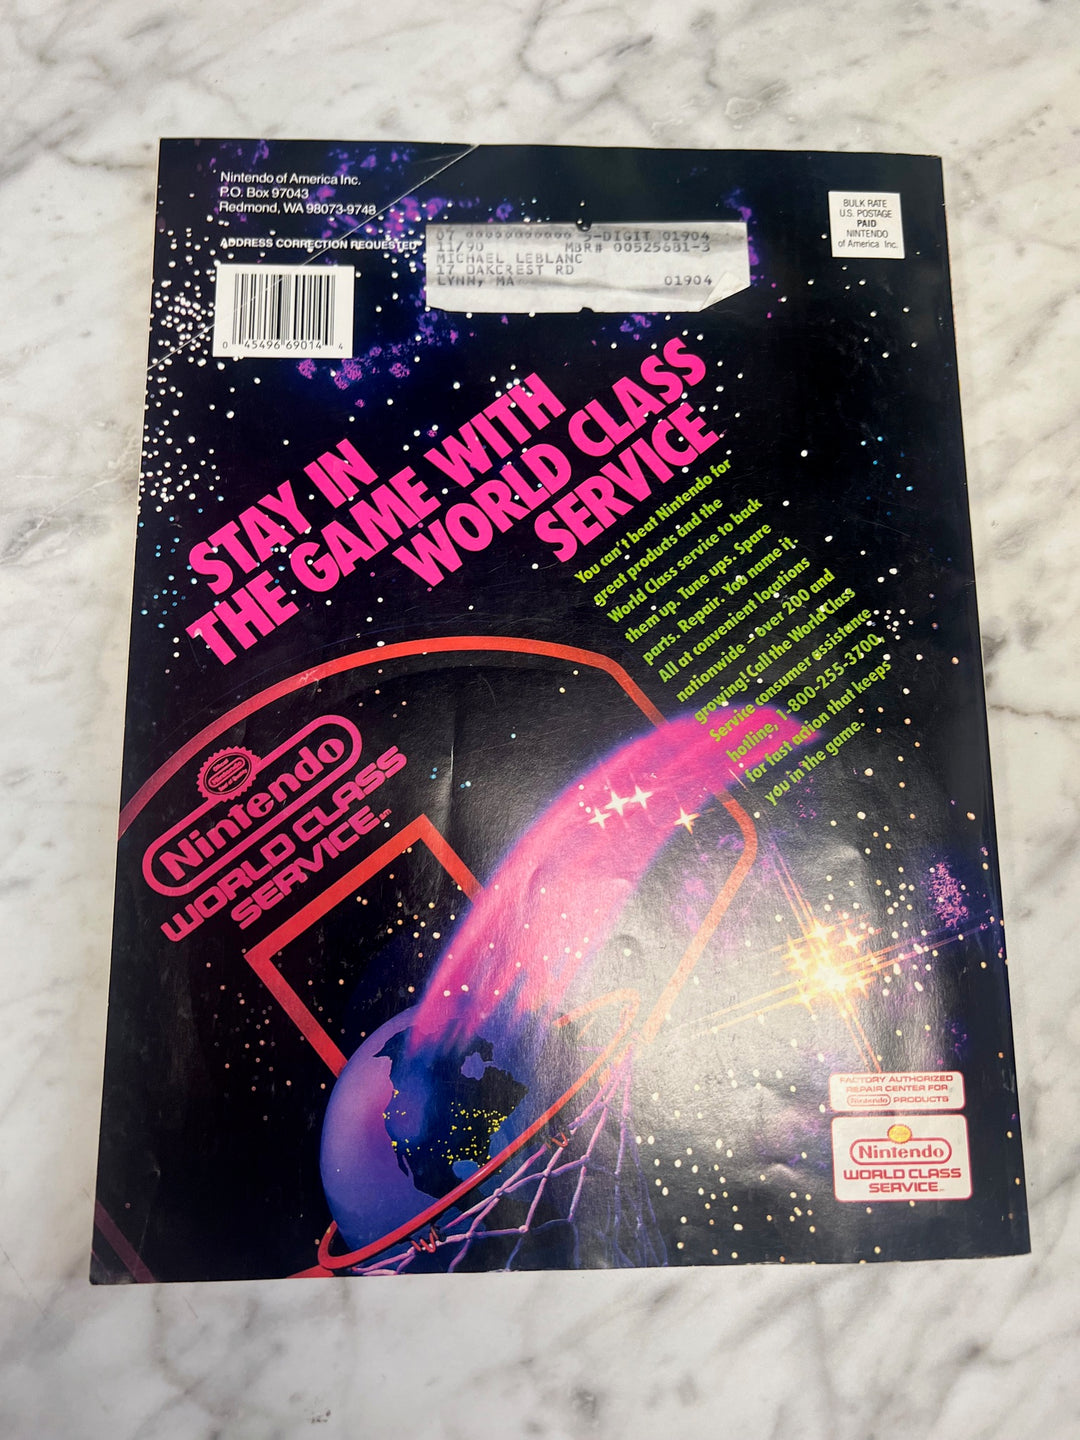 Nintendo of America Inc.
P.O. Box 97043
Redmond, WA 98073-9748
ADDRESS CORRECTION REQUESTED
07 *********** 5-DIGIT 01904
11/90 MBR# 00525681-3
MICHAEL LEBLANC
17 OAKCREST RD
LYNN, MA 01904
BULK RATE
U.S. POSTAGE
PAID
NINTENDO
of America Inc.
0 45496 69014 4
STAY IN
THE GAME WITH
WORLD CLASS
SERVICE
You can't beat Nintendo for
great products and the
World Class service to back
them up. Tune ups. Spare
parts. Repair. You name it.
All at convenient locations
nationwide – over 200 and
growing! Call the World Class
Service consumer assistance
hotline, 1-800-255-3700,
for fast action that keeps
you in the game.
Nintendo
WORLD CLASS
SERVICE
FACTORY AUTHORIZED
REPAIR CENTER FOR
Nintendo PRODUCTS
Nintendo
WORLD CLASS
SERVICE